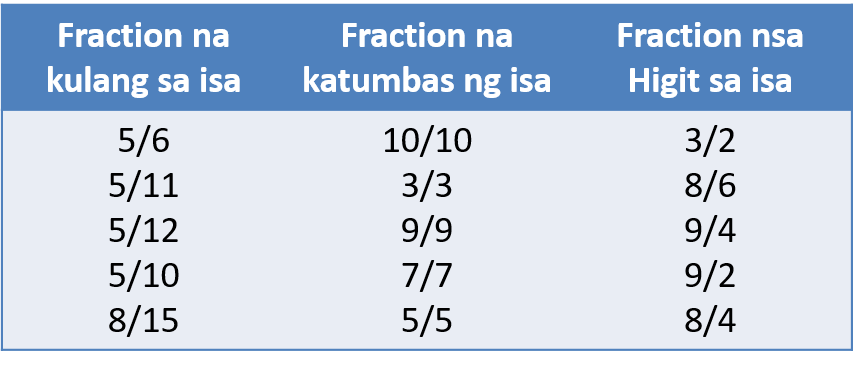 Fraction na kulang sa isa
Fraction na katumbas ng isa
Fraction nsa Higit sa isa
5/6 10/10 3/2
5/11 3/3 8/6
5/12 9/9 9/4
5/10 7/7 9/2
8/15 5/5 8/4